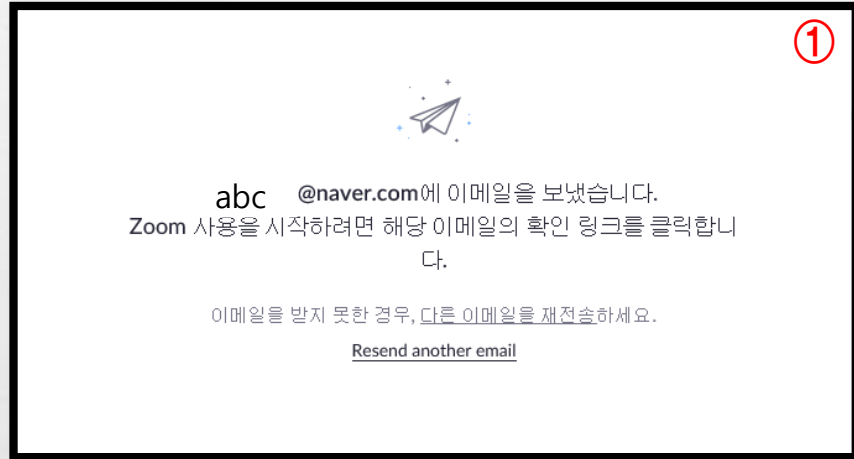 ①
abc @naver.com에 이메일을 보냈습니다.
Zoom 사용을 시작하려면 해당 이메일의 확인 링크를 클릭합니
다.
이메일을 받지 못한 경우, 다른 이메일을 재전송하세요.
Resend another email